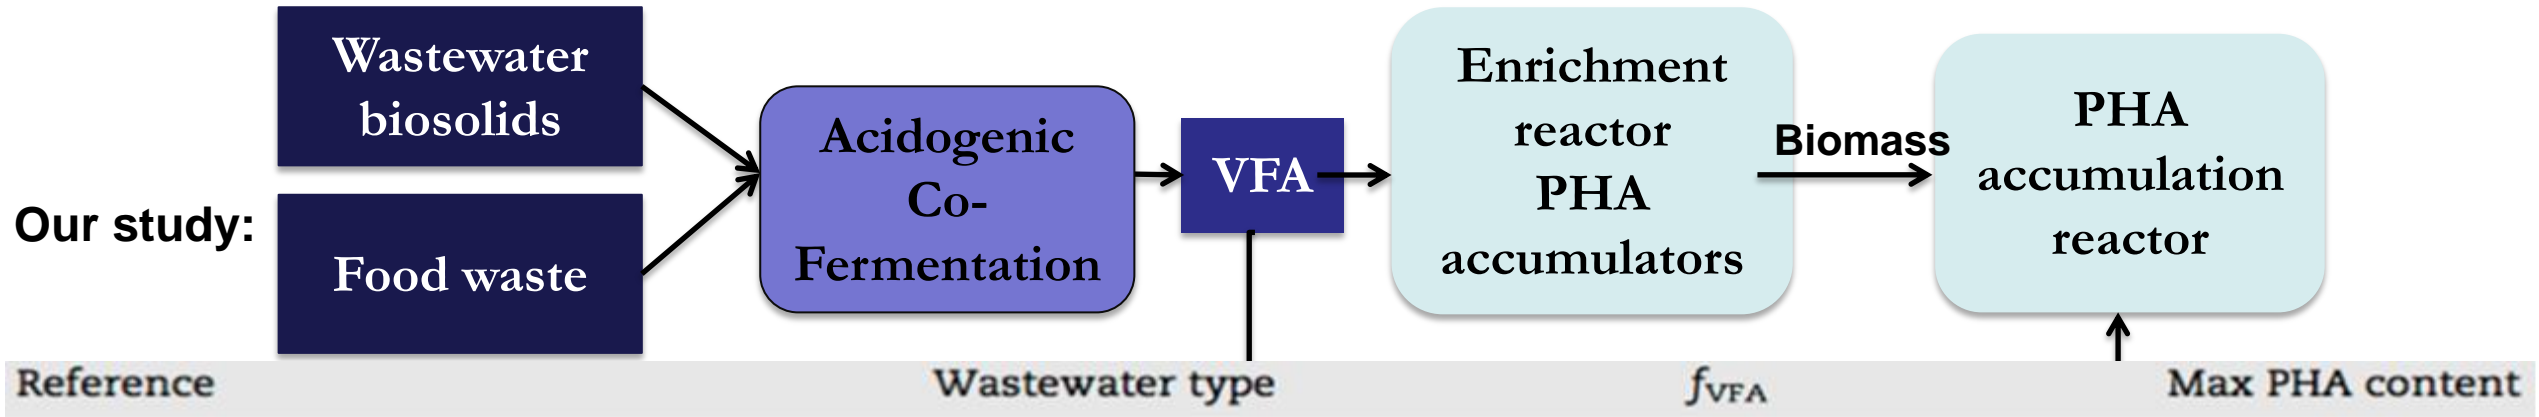 Our study:
Wastewater
biosolids
Food waste
Acidogenic
Co-
Fermentation
VFA
Enrichment
reactor
PHA
accumulators
Biomass
PHA
accumulation
reactor
Reference Wastewater type fVFA Max PHA content